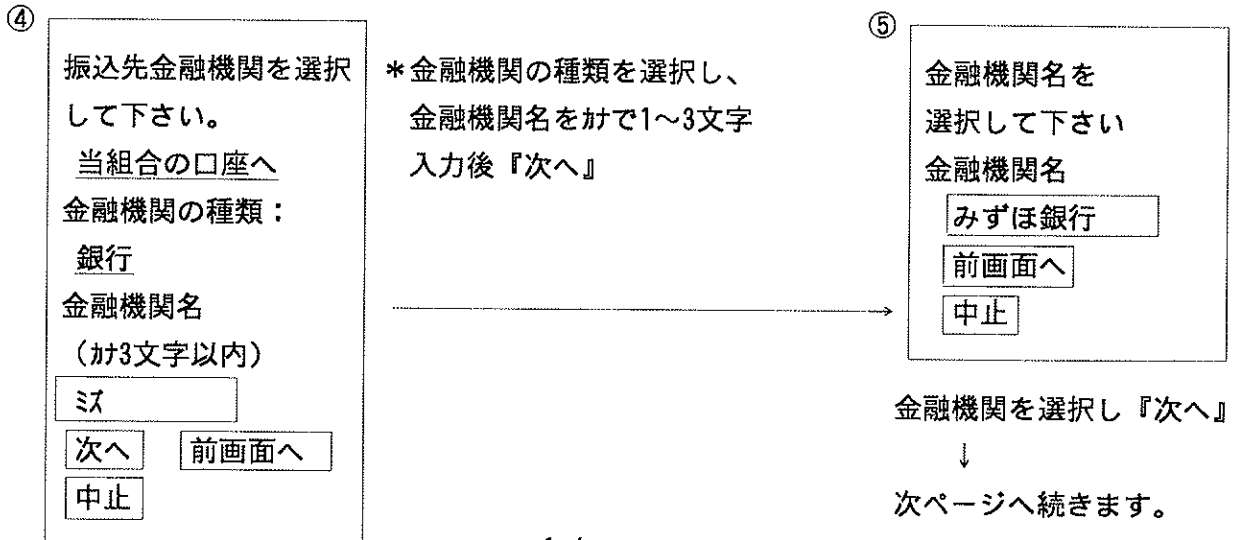 ④
振込先金融機関を選択
して下さい。
当組合の口座へ
金融機関の種類：
銀行
金融機関名
（ｶﾅ3文字以内）
ﾐｽﾞ
次へ 前画面へ
中止
＊金融機関の種類を選択し、
金融機関名をｶﾅで1～3文字
入力後『次へ』
⑤
金融機関名を
選択して下さい
金融機関名
みずほ銀行
前画面へ
中止
金融機関を選択し『次へ』
↓
次ページへ続きます。